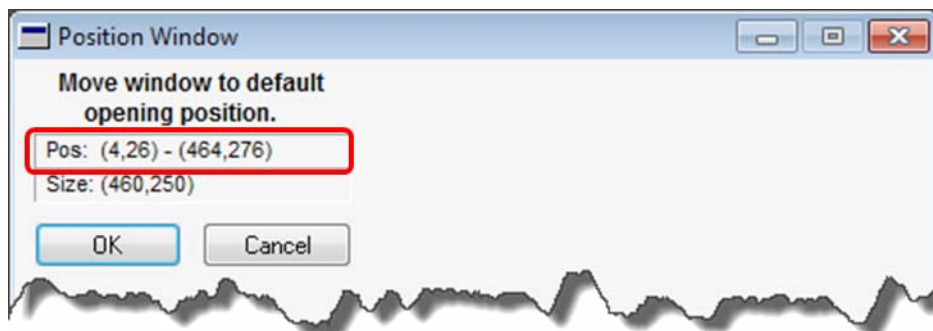 Position Window
Move window to default
opening position.
Pos: (4,26) - (464,276)
Size: (460,250)
OK
Cancel